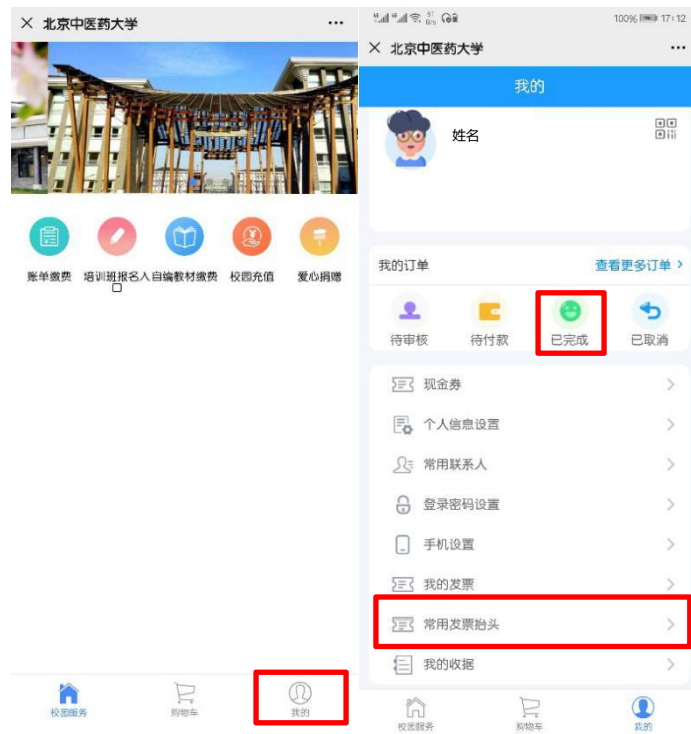 北京中医药大学
账单缴费
培训班报名入口
自编教材缴费
校园充值
爱心捐赠
校园服务
购物车
我的
100% 17:12
北京中医药大学
我的
姓名
我的订单
查看更多订单
待审核
待付款
已完成
已取消
现金券
个人信息设置
常用联系人
登录密码设置
手机设置
我的发票
常用发票抬头
我的收据
校园服务
购物车
我的